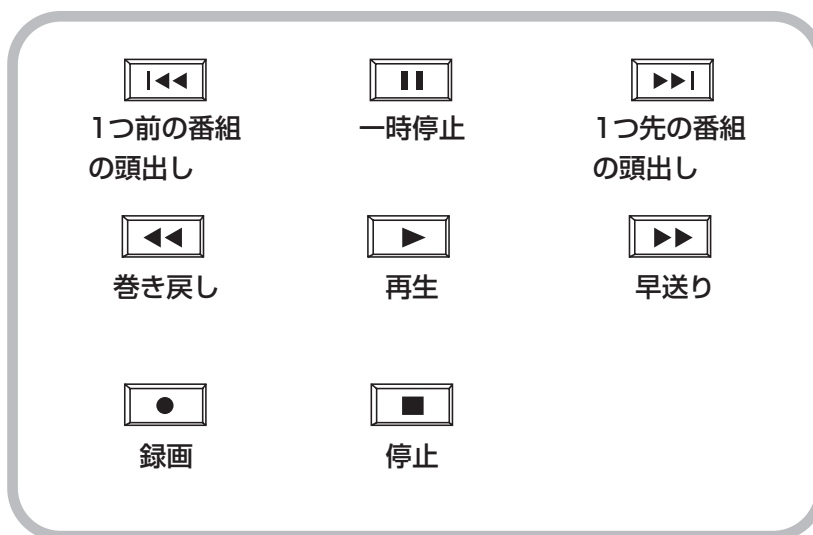 1つ前の番組
の頭出し
一時停止
1つ先の番組
の頭出し
巻き戻し
再生
早送り
録画
停止